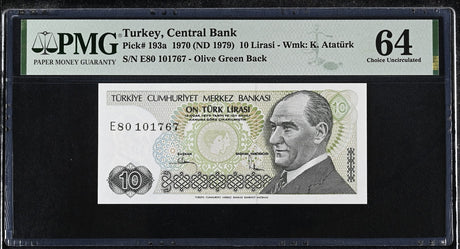 PMG
PAPER MONEY GUARANTY
Turkey, Central Bank
Pick# 193a 1970 (ND 1979) 10 Lirasi - Wmk: K. Atatürk
S/N E80 101767 - Olive Green Back
64
Choice Uncirculated
TÜRKİYE CUMHURİYET MERKEZ BANKASI
10
ON TÜRK LİRASI
E80 101767
10